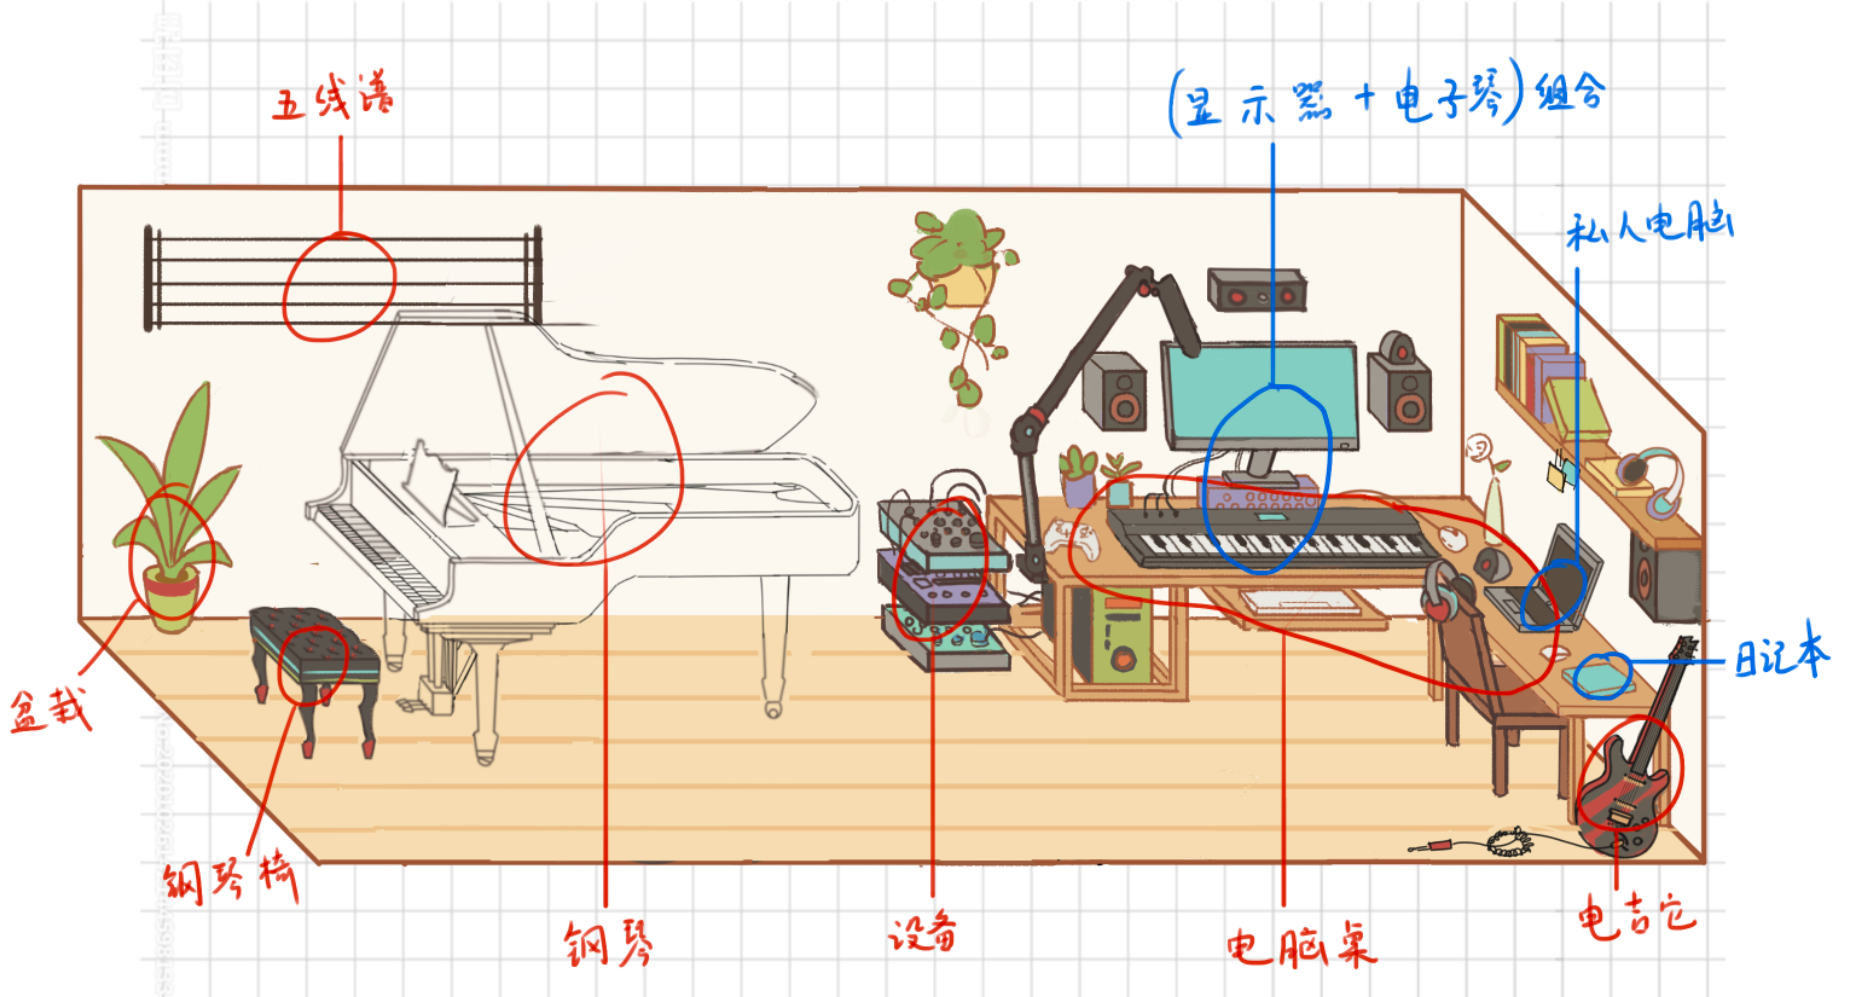 五线谱
(显示器+电子琴)组合
私人电脑
日记本
盆栽
钢琴椅
钢琴
设备
电脑桌
电吉它